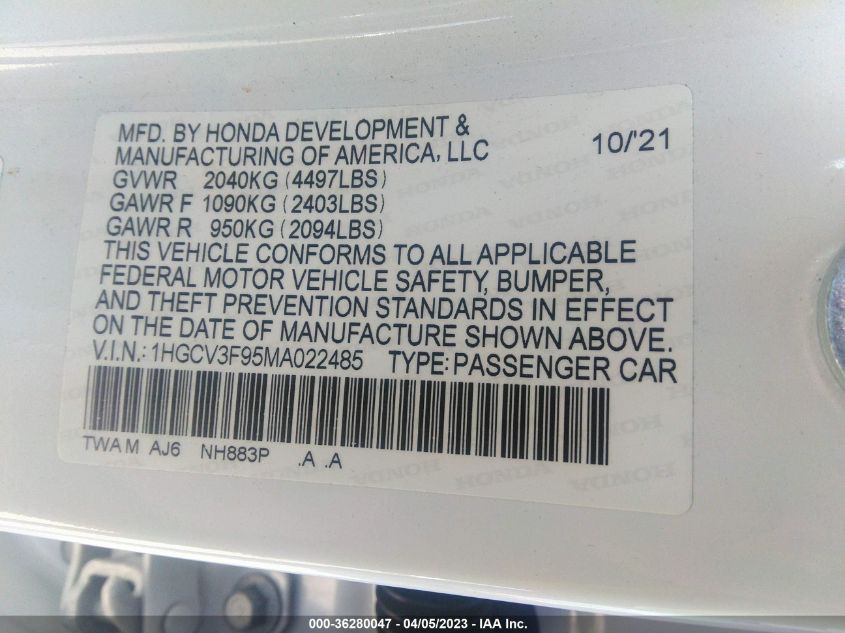 MFD. BY HONDA DEVELOPMENT &
MANUFACTURING OF AMERICA, LLC 10/'21
GVWR 2040KG (4497LBS)
GAWR F 1090KG (2403LBS)
GAWR R 950KG (2094LBS)
THIS VEHICLE CONFORMS TO ALL APPLICABLE
FEDERAL MOTOR VEHICLE SAFETY, BUMPER,
AND THEFT PREVENTION STANDARDS IN EFFECT
ON THE DATE OF MANUFACTURE SHOWN ABOVE.
V.I.N.: 1HGCV3F95MA022485 TYPE: PASSENGER CAR
TWA M AJ6 NH883P .A .A
000-36280047 - 04/05/2023 - IAA Inc.